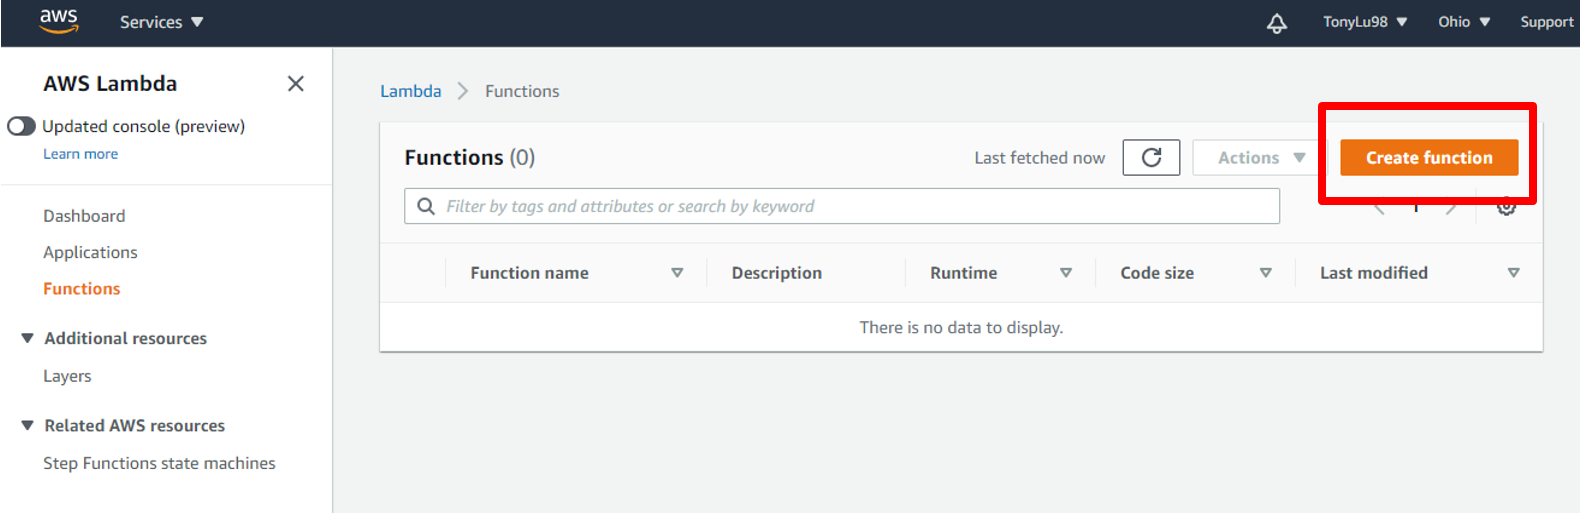 aws Services TonyLu98 Ohio Support
AWS Lambda
Updated console (preview)
Learn more
Dashboard
Applications
Functions
Additional resources
Layers
Related AWS resources
Step Functions state machines
Lambda Functions
Functions (0) Last fetched now Actions Create function
Filter by tags and attributes or search by keyword 1
Function name Description Runtime Code size Last modified
There is no data to display.